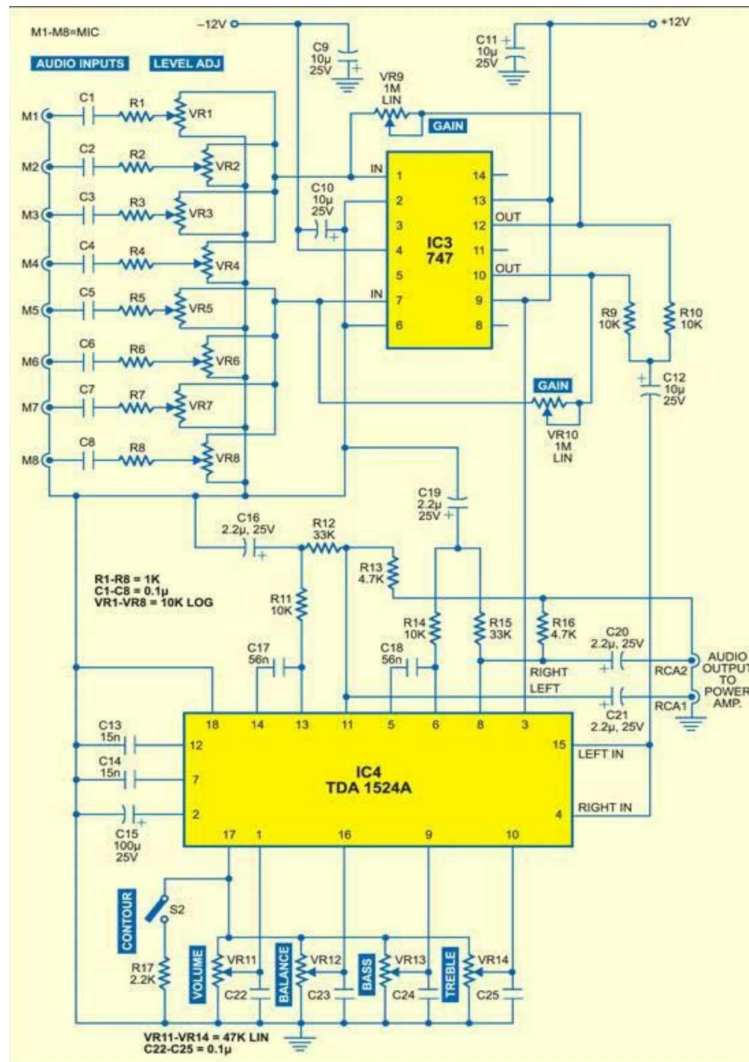 M1-M8=MIC
–12V
+12V
C9
10µ
25V
C11
10µ
25V
AUDIO INPUTS
LEVEL ADJ
VR9
1M
LIN
GAIN
M1
C1
R1
VR1
M2
C2
R2
VR2
M3
C3
R3
VR3
M4
C4
R4
VR4
M5
C5
R5
VR5
M6
C6
R6
VR6
M7
C7
R7
VR7
M8
C8
R8
VR8
C10
10µ
25V
IN
IN
1
2
3
4
5
7
6
IC3
747
14
13
12
11
10
9
8
OUT
OUT
R9
10K
R10
10K
C12
10µ
25V
GAIN
VR10
1M
LIN
C19
2.2µ
25V
C16
2.2µ, 25V
R12
33K
R13
4.7K
R1-R8 = 1K
C1-C8 = 0.1µ
VR1-VR8 = 10K LOG
R11
10K
R14
10K
R15
33K
R16
4.7K
C17
56n
C18
56n
C20
2.2µ, 25V
RIGHT
LEFT
RCA2
RCA1
C21
2.2µ, 25V
AUDIO
OUTPUT
TO
POWER
AMP.
18
14
13
11
5
6
8
3
C13
15n
12
C14
15n
7
C15
100µ
25V
2
IC4
TDA 1524A
15
LEFT IN
4
RIGHT IN
17
1
16
9
10
CONTOUR
S2
R17
2.2K
VOLUME
VR11
C22
BALANCE
VR12
C23
BASS
VR13
C24
TREBLE
VR14
C25
VR11-VR14 = 47K LIN
C22-C25 = 0.1µ